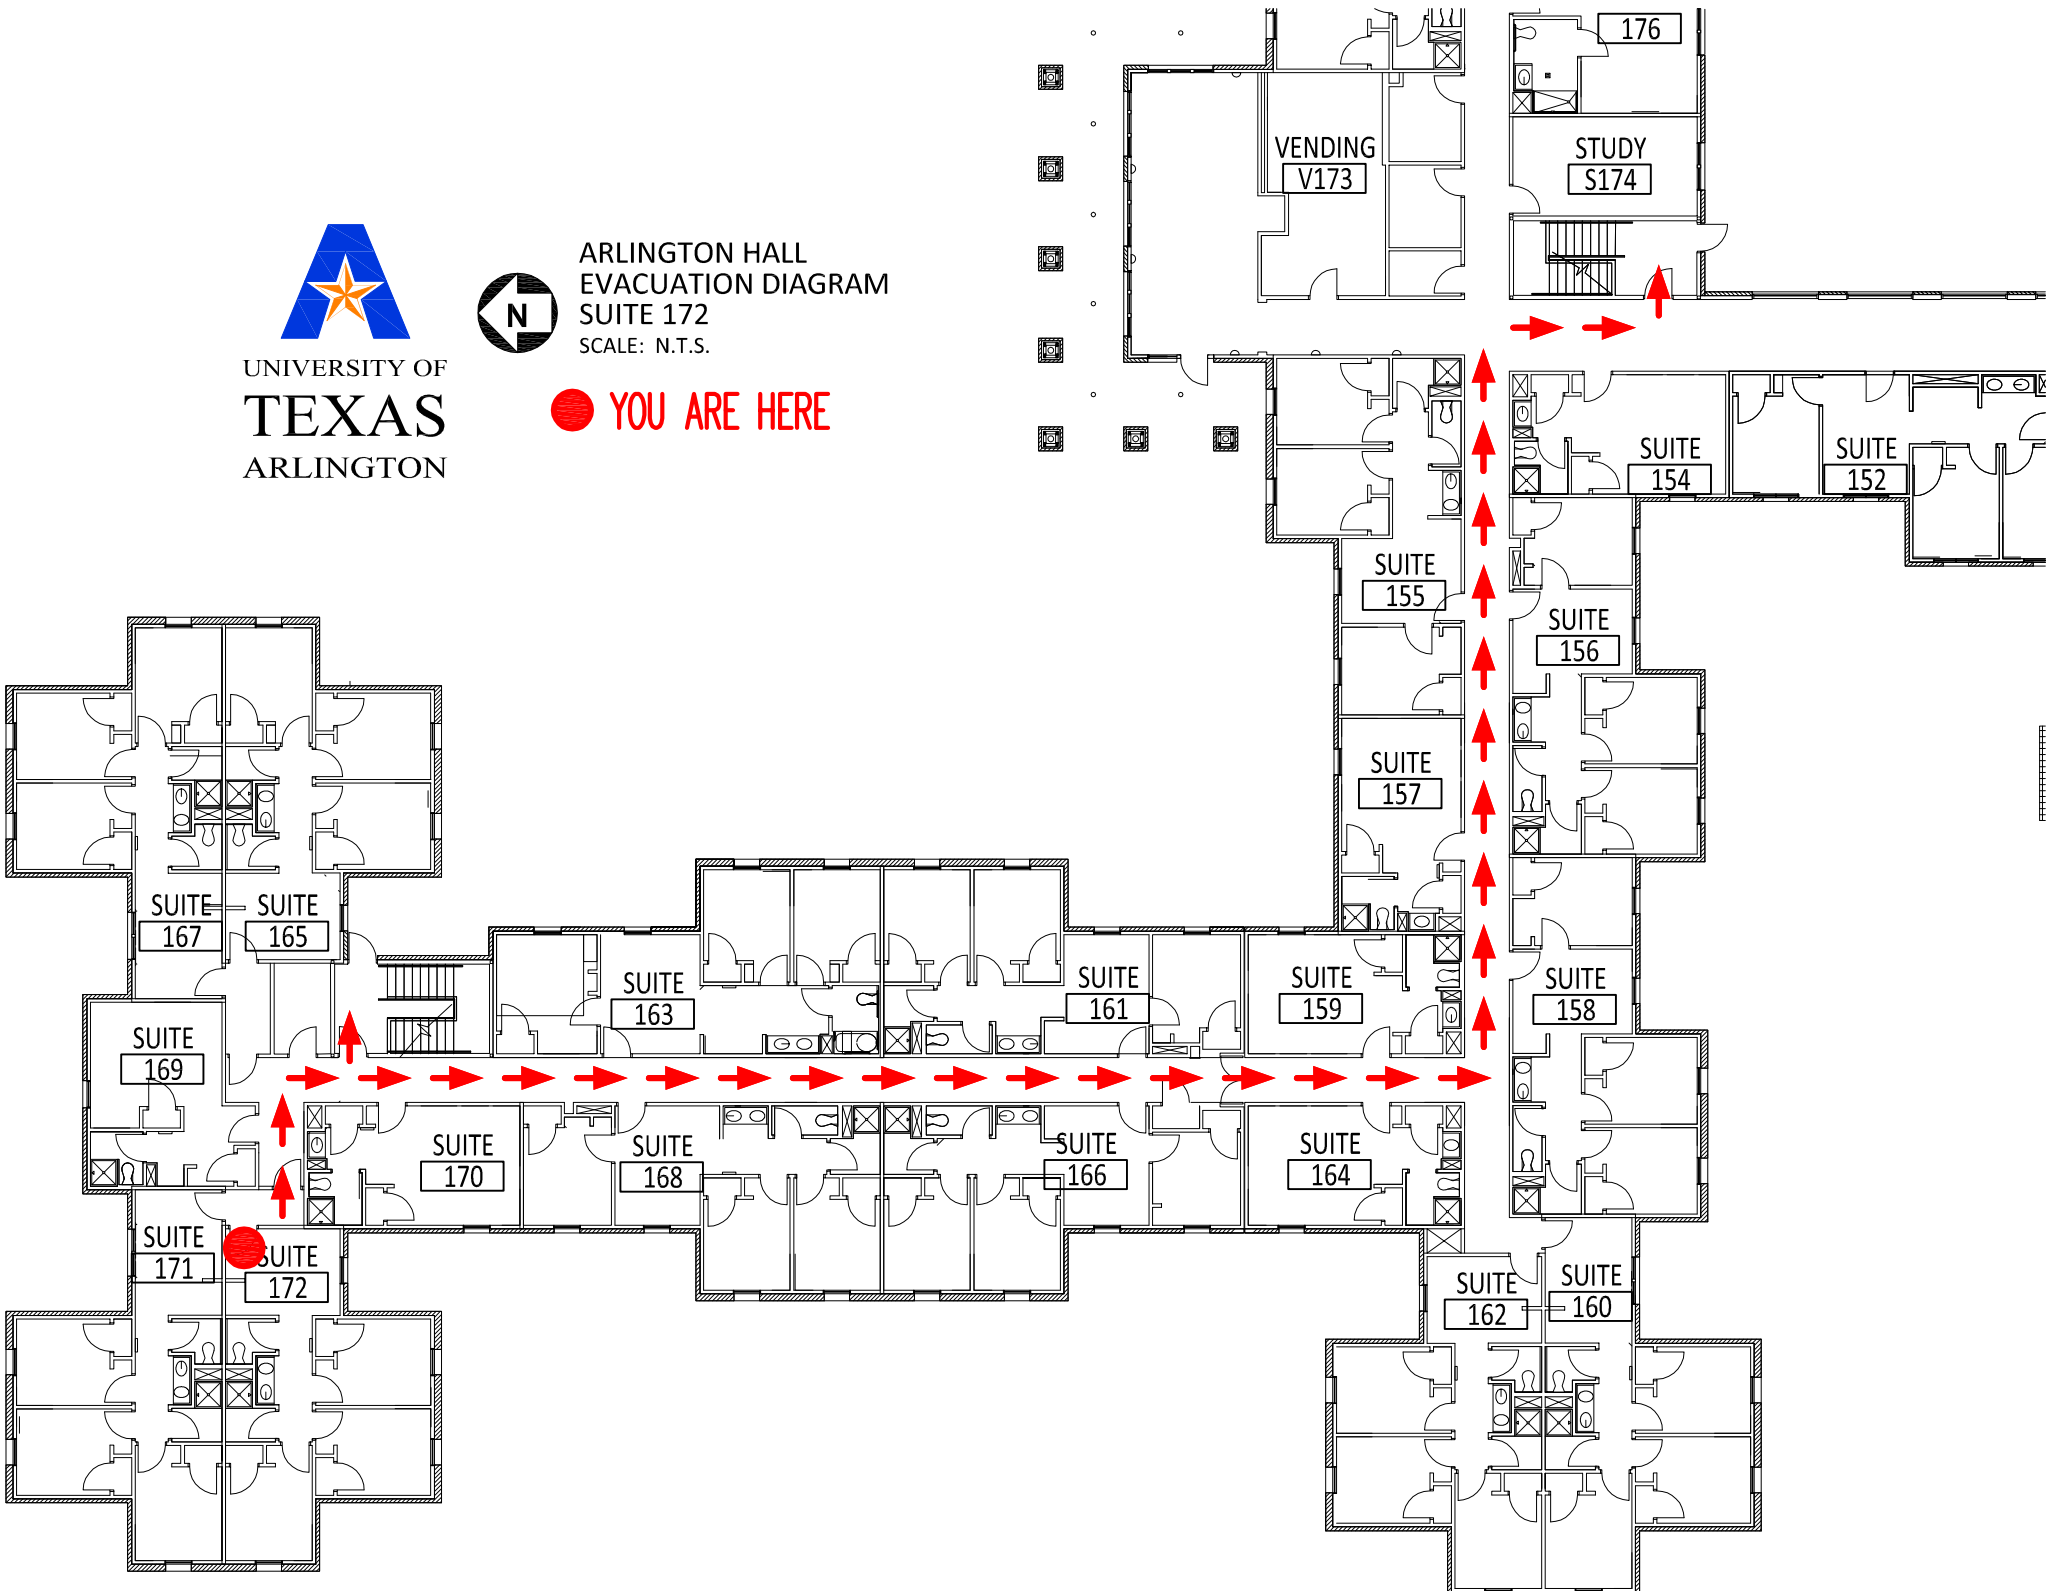 176
VENDING
V173
STUDY
S174
UNIVERSITY OF
TEXAS
ARLINGTON
N
ARLINGTON HALL
EVACUATION DIAGRAM
SUITE 172
SCALE: N.T.S.
YOU ARE HERE
SUITE
154
SUITE
152
SUITE
155
SUITE
156
SUITE
157
SUITE
167
SUITE
165
SUITE
163
SUITE
161
SUITE
159
SUITE
158
SUITE
169
SUITE
170
SUITE
168
SUITE
166
SUITE
164
SUITE
171
SUITE
172
SUITE
162
SUITE
160